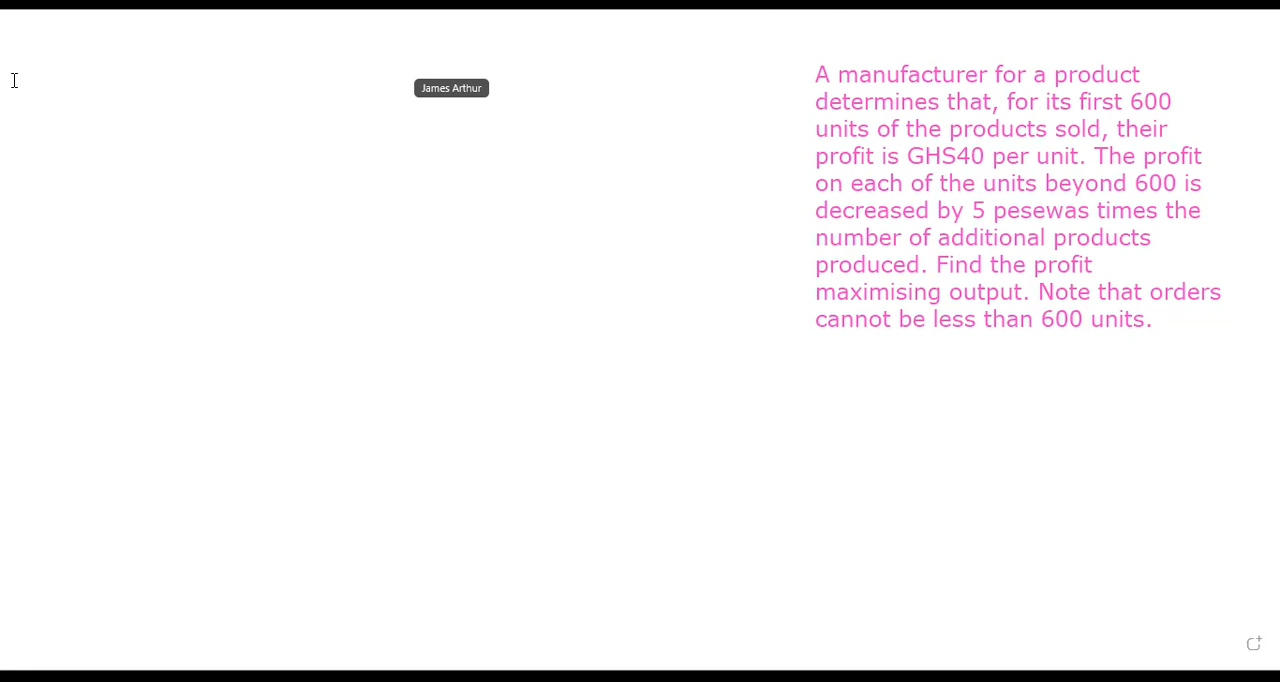 James Arthur
A manufacturer for a product
determines that, for its first 600
units of the products sold, their
profit is GHS40 per unit. The profit
on each of the units beyond 600 is
decreased by 5 pesewas times the
number of additional products
produced. Find the profit
maximising output. Note that orders
cannot be less than 600 units.